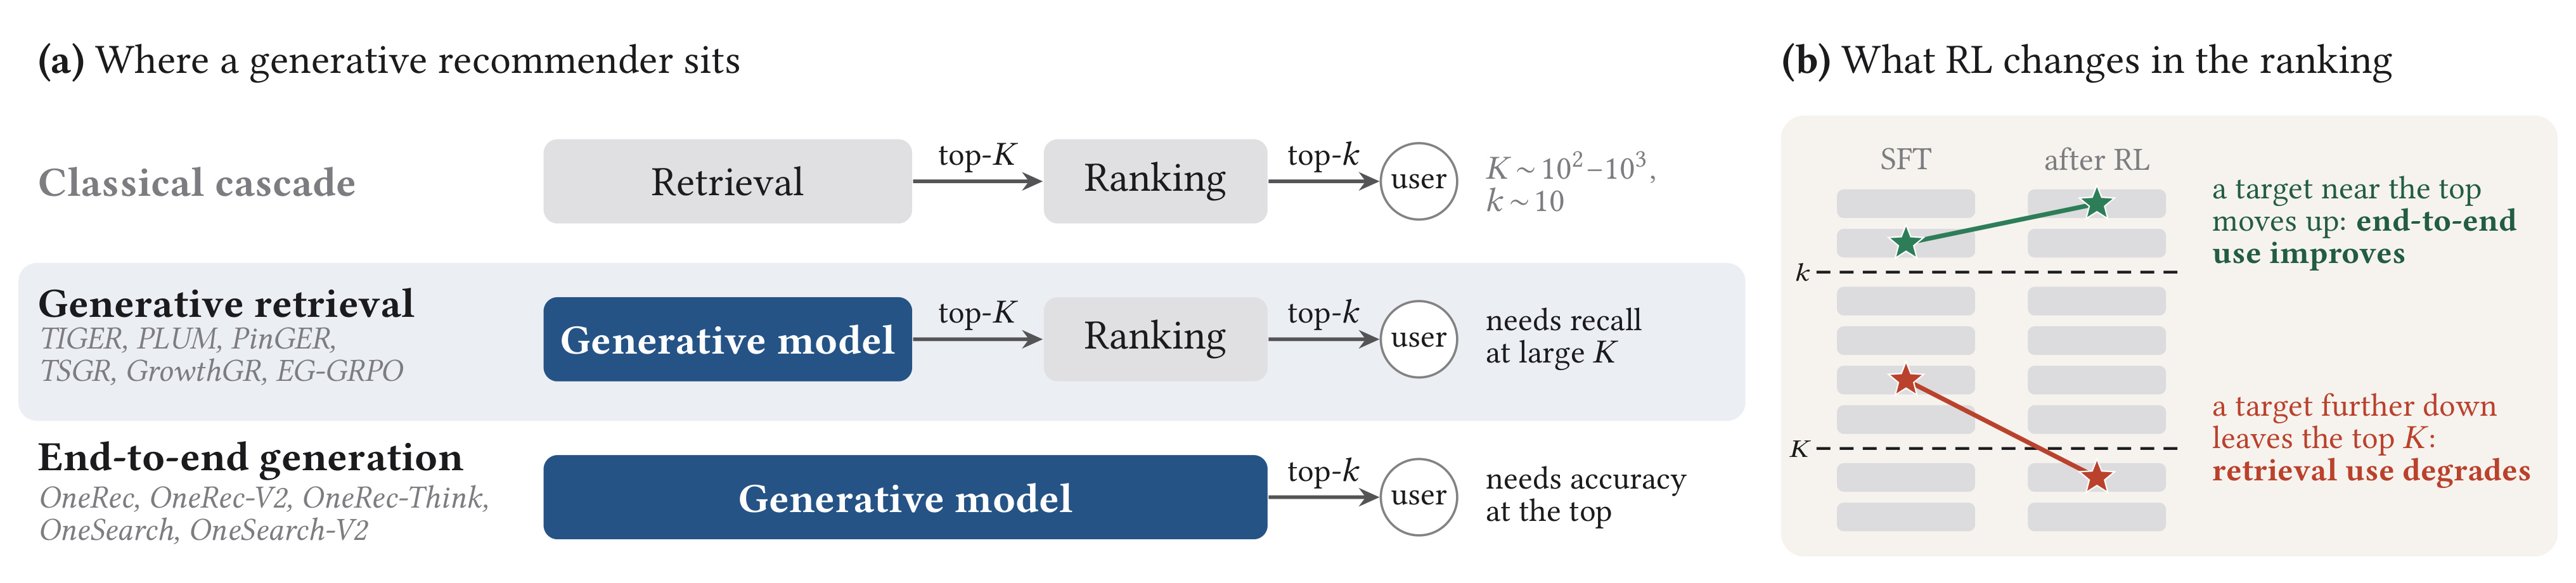 (a) Where a generative recommender sits
Classical cascade
Retrieval
top-K
Ranking
top-k
user
K ~ 10²–10³,
k ~ 10
Generative retrieval
TIGER, PLUM, PinGER,
TSGR, GrowthGR, EG-GRPO
Generative model
top-K
Ranking
top-k
user
needs recall
at large K
End-to-end generation
OneRec, OneRec-V2, OneRec-Think,
OneSearch, OneSearch-V2
Generative model
top-k
user
needs accuracy
at the top
(b) What RL changes in the ranking
SFT
after RL
a target near the top
moves up: end-to-end
use improves
k
a target further down
leaves the top K:
retrieval use degrades
K